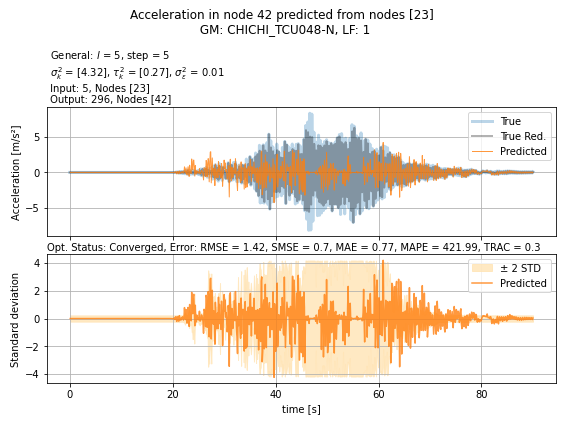 Acceleration in node 42 predicted from nodes [23]
GM: CHICHI_TCU048-N, LF: 1
General: l = 5, step = 5
σ²ₖ = [4.32], τ²ₖ = [0.27], σ²ε = 0.01
Input: 5, Nodes [23]
Output: 296, Nodes [42]
Acceleration [m/s²]
5
0
−5
True
True Red.
Predicted
Opt. Status: Converged, Error: RMSE = 1.42, SMSE = 0.7, MAE = 0.77, MAPE = 421.99, TRAC = 0.3
Standard deviation
4
2
0
−2
−4
± 2 STD
Predicted
0 20 40 60 80
time [s]